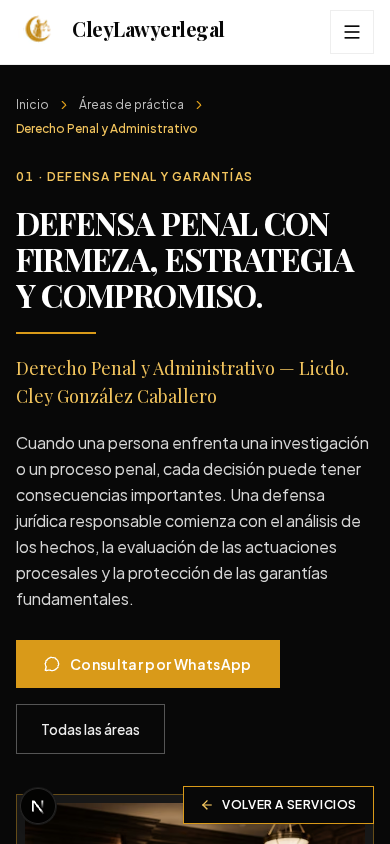 CleyLawyerlegal
Inicio > Áreas de práctica >
Derecho Penal y Administrativo
01 · DEFENSA PENAL Y GARANTÍAS
DEFENSA PENAL CON
FIRMEZA, ESTRATEGIA
Y COMPROMISO.
Derecho Penal y Administrativo — Licdo.
Cley González Caballero
Cuando una persona enfrenta una investigación
o un proceso penal, cada decisión puede tener
consecuencias importantes. Una defensa
jurídica responsable comienza con el análisis de
los hechos, la evaluación de las actuaciones
procesales y la protección de las garantías
fundamentales.
Consultar por WhatsApp
Todas las áreas
N
VOLVER A SERVICIOS